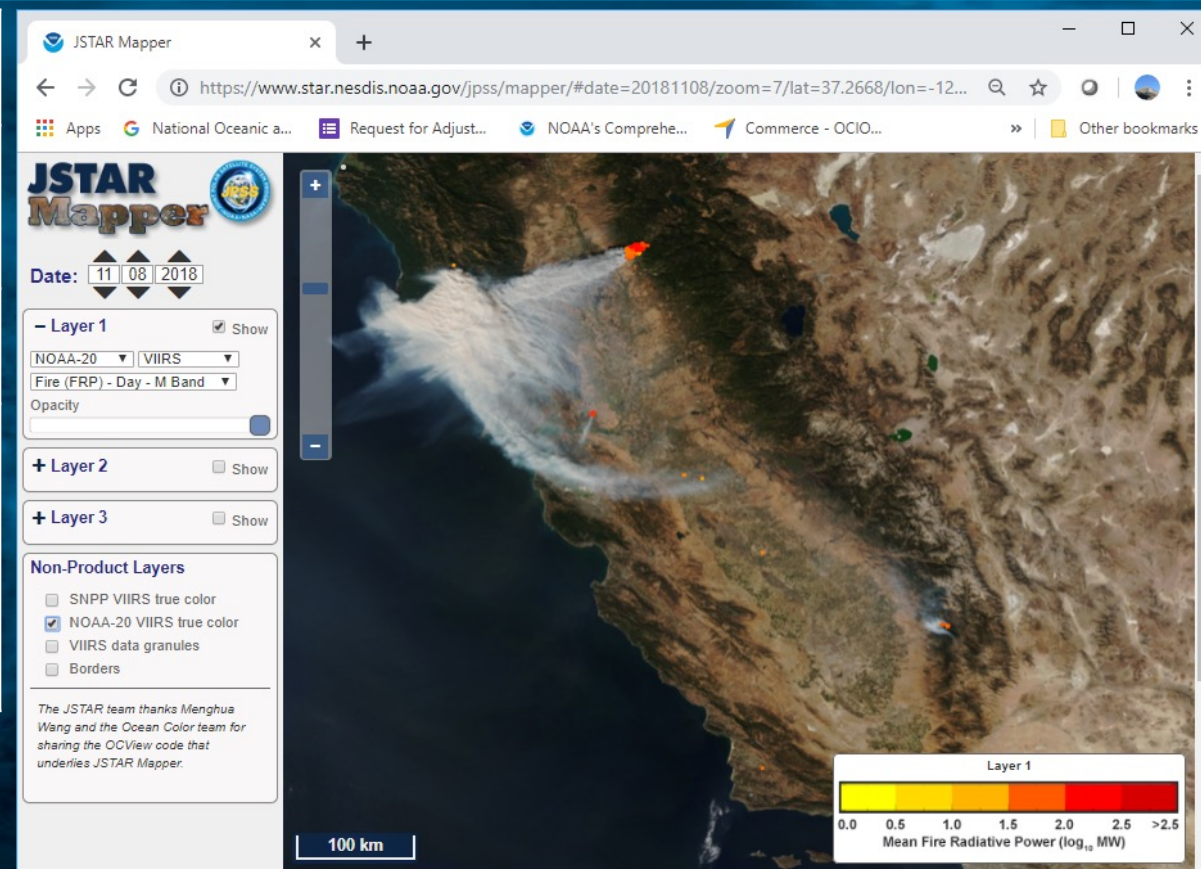 JSTAR Mapper
https://www.star.nesdis.noaa.gov/jpss/mapper/#date=20181108/zoom=7/lat=37.2668/lon=-12...
Apps National Oceanic a... Request for Adjust... NOAA's Comprehe... Commerce - OCIO... » Other bookmarks
JSTAR
Mapper
JPSS
Date: 11 08 2018
− Layer 1 Show
NOAA-20 VIIRS
Fire (FRP) - Day - M Band
Opacity
+ Layer 2 Show
+ Layer 3 Show
Non-Product Layers
SNPP VIIRS true color
NOAA-20 VIIRS true color
VIIRS data granules
Borders
The JSTAR team thanks Menghua
Wang and the Ocean Color team for
sharing the OCView code that
underlies JSTAR Mapper.
+
−
100 km
Layer 1
0.0 0.5 1.0 1.5 2.0 2.5 >2.5
Mean Fire Radiative Power (log₁₀ MW)